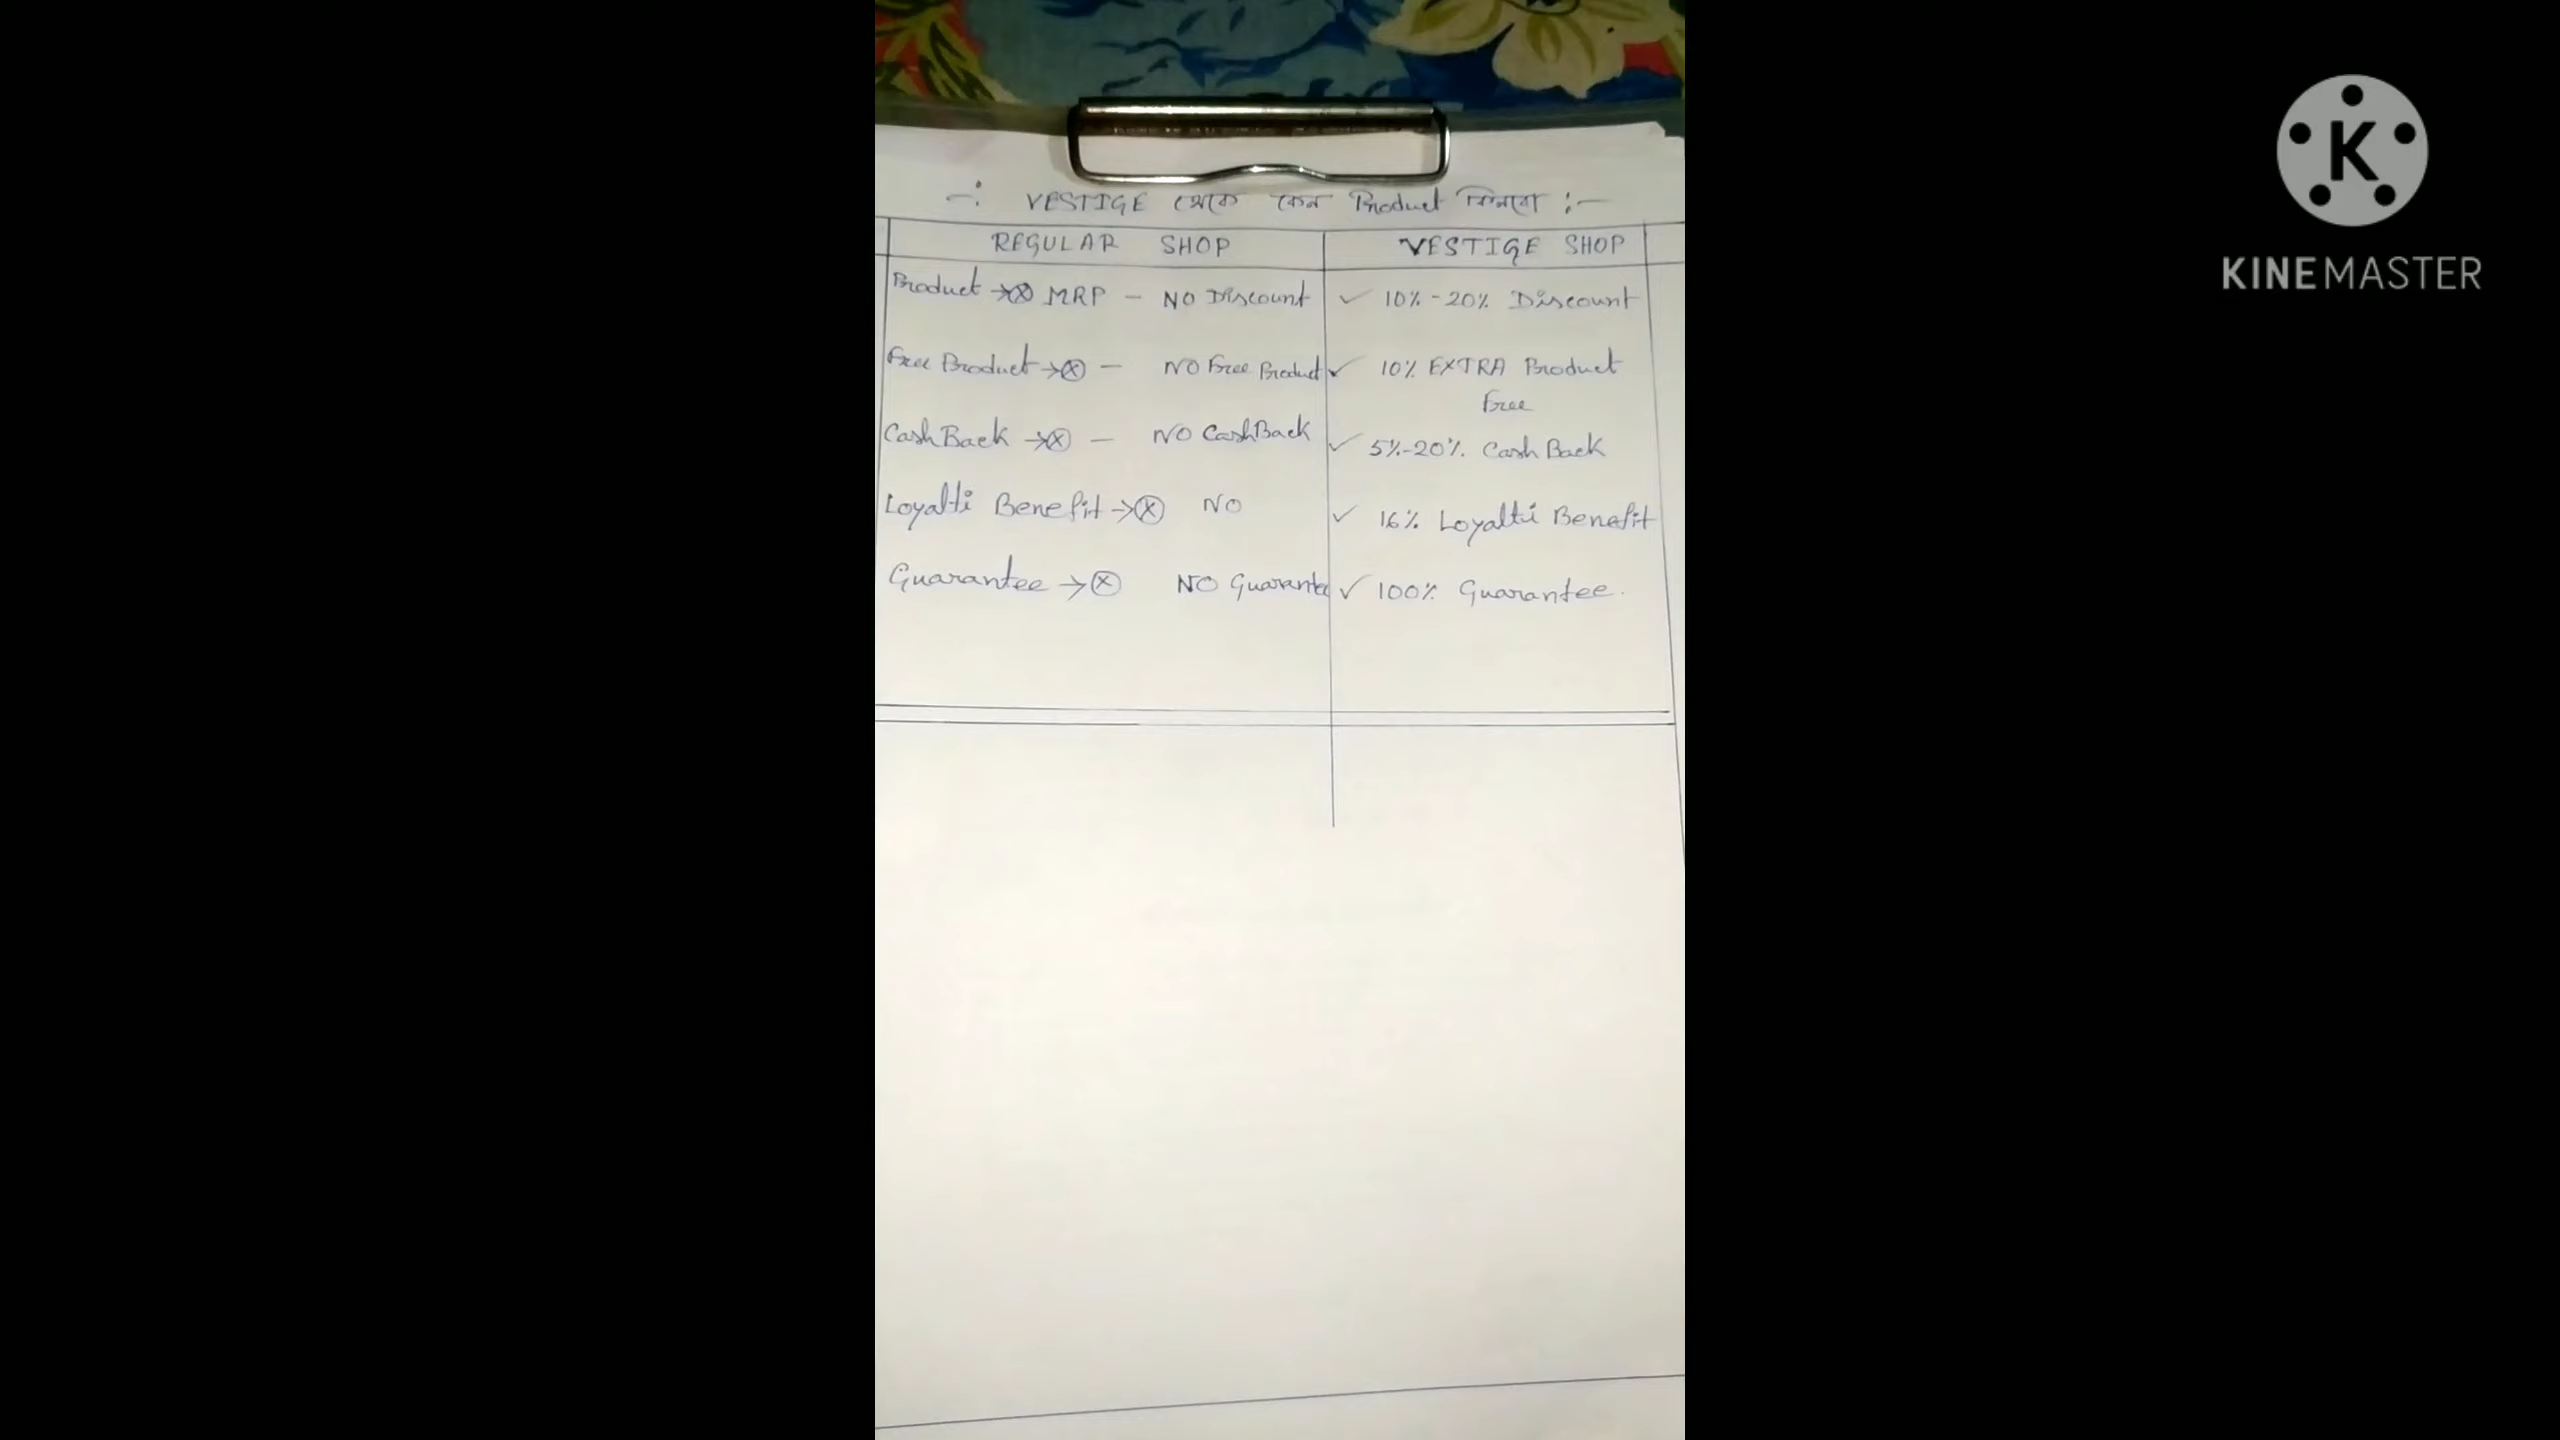 -: VESTIGE থেকে কেন Product কিনবো :-
REGULAR SHOP VESTIGE SHOP
Product → ⊗ MRP - NO Discount ✓ 10% - 20% Discount
Free Product → ⊗ - NO Free Product ✓ 10% EXTRA Product
Free
CashBack → ⊗ - NO CashBack ✓ 5%-20% Cash Back
Loyalti Benefit → ⊗ NO ✓ 16% Loyalti Benefit
Guarantee → ⊗ NO Guarantee ✓ 100% Guarantee.
K
KINEMASTER